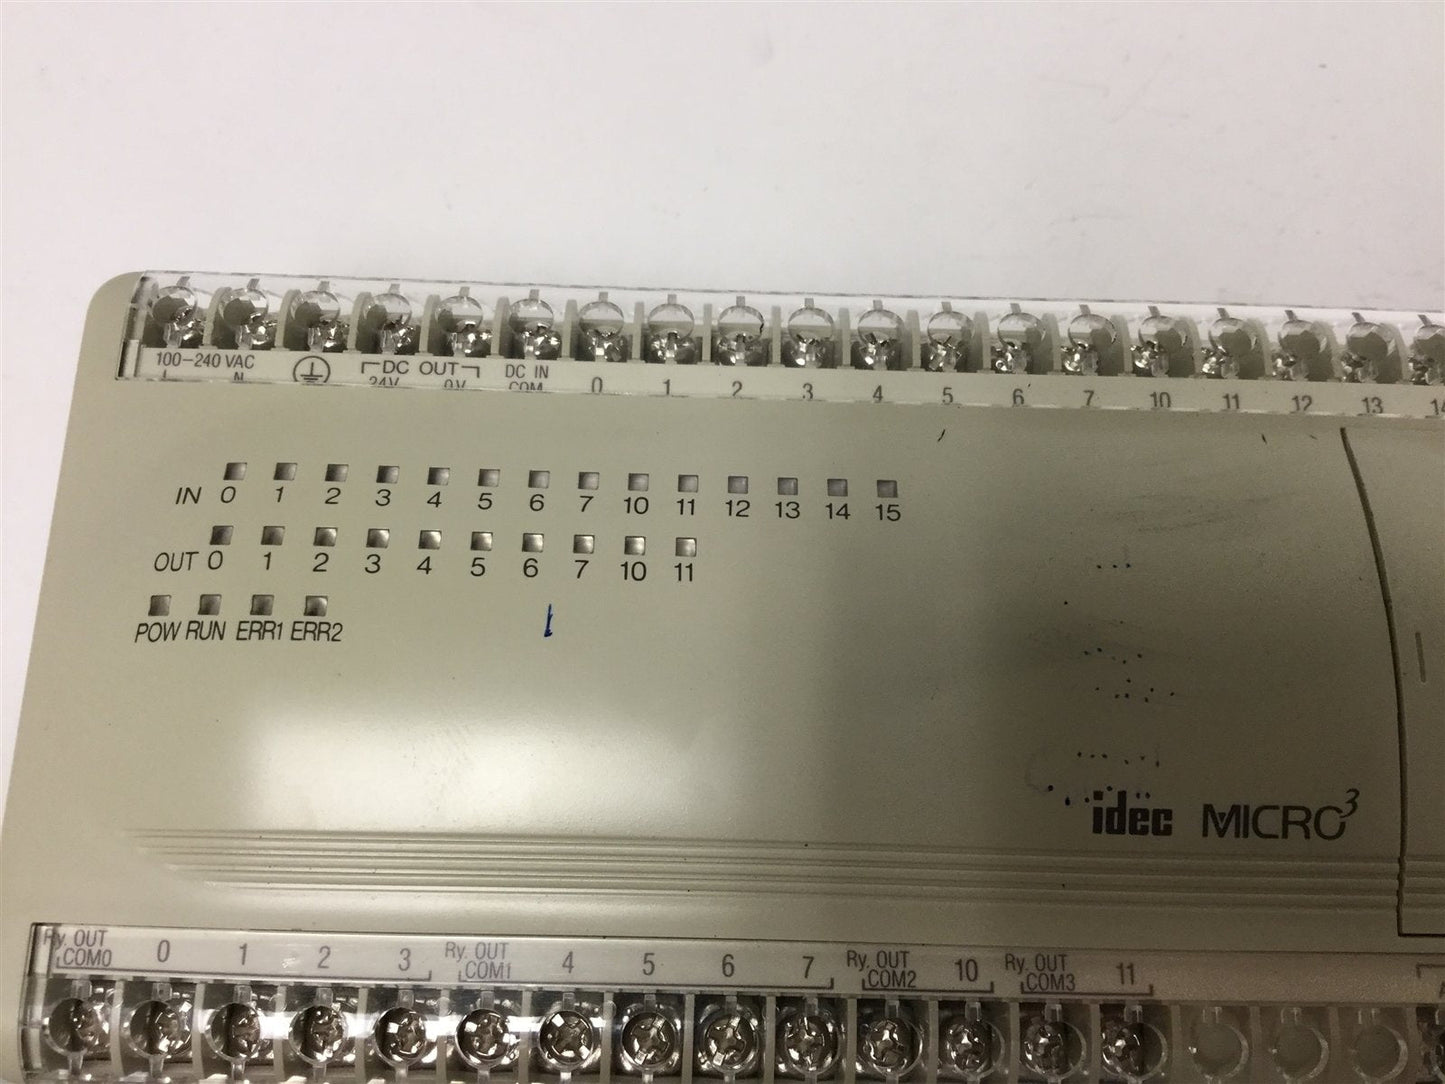 100-240 VAC DC OUT DC IN
L N 24V 0V COM 0 1 2 3 4 5 6 7 10 11 12 13 14
IN 0 1 2 3 4 5 6 7 10 11 12 13 14 15
OUT 0 1 2 3 4 5 6 7 10 11
POW RUN ERR1 ERR2
idec MICRO³
Ry. OUT 0 1 2 3 Ry. OUT 4 5 6 7 Ry. OUT 10 Ry. OUT 11
COM0 COM1 COM2 COM3